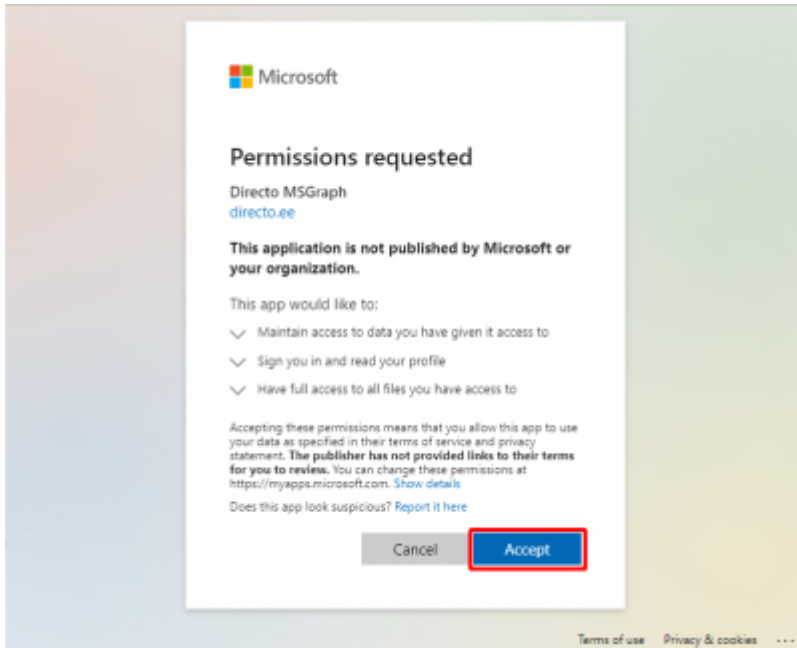 Microsoft
Permissions requested
Directo MSGraph
directo.ee
This application is not published by Microsoft or
your organization.
This app would like to:
Maintain access to data you have given it access to
Sign you in and read your profile
Have full access to all files you have access to
Accepting these permissions means that you allow this app to use
your data as specified in their terms of service and privacy
statement. The publisher has not provided links to their terms
for you to review. You can change these permissions at
https://myapps.microsoft.com. Show details
Does this app look suspicious? Report it here
Cancel
Accept
Terms of use Privacy & cookies ...